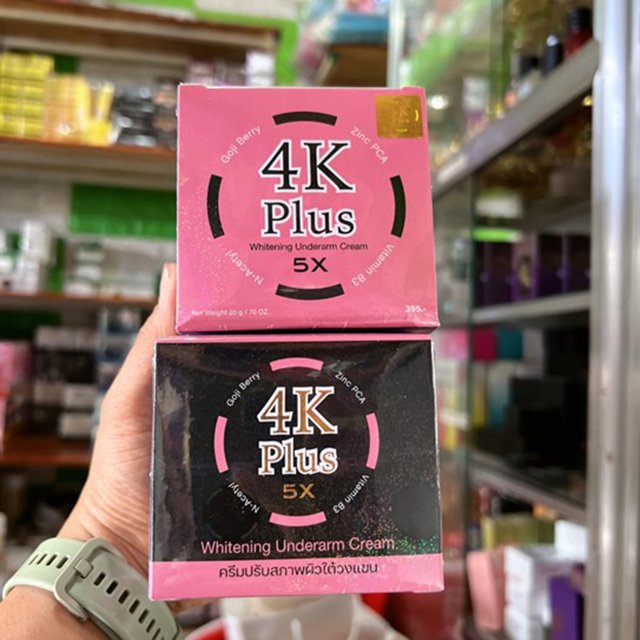 Goji Berry
Zinc PCA
4K
Plus
Whitening Underarm Cream
5X
N-Acetyl
Vitamin B3
Net Weight 20 g / 76 OZ.
395.-
Goji Berry
Zinc PCA
4K
Plus
5X
N-Acetyl
Vitamin B3
Whitening Underarm Cream
ครีมปรับสภาพผิวใต้วงแขน